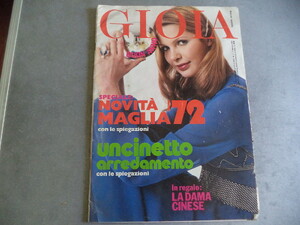 GIOIA
SPECIALE
NOVITÀ
MAGLIA '72
con le spiegazioni
uncinetto
arredamento
con le spiegazioni
in regalo:
LA DAMA
CINESE